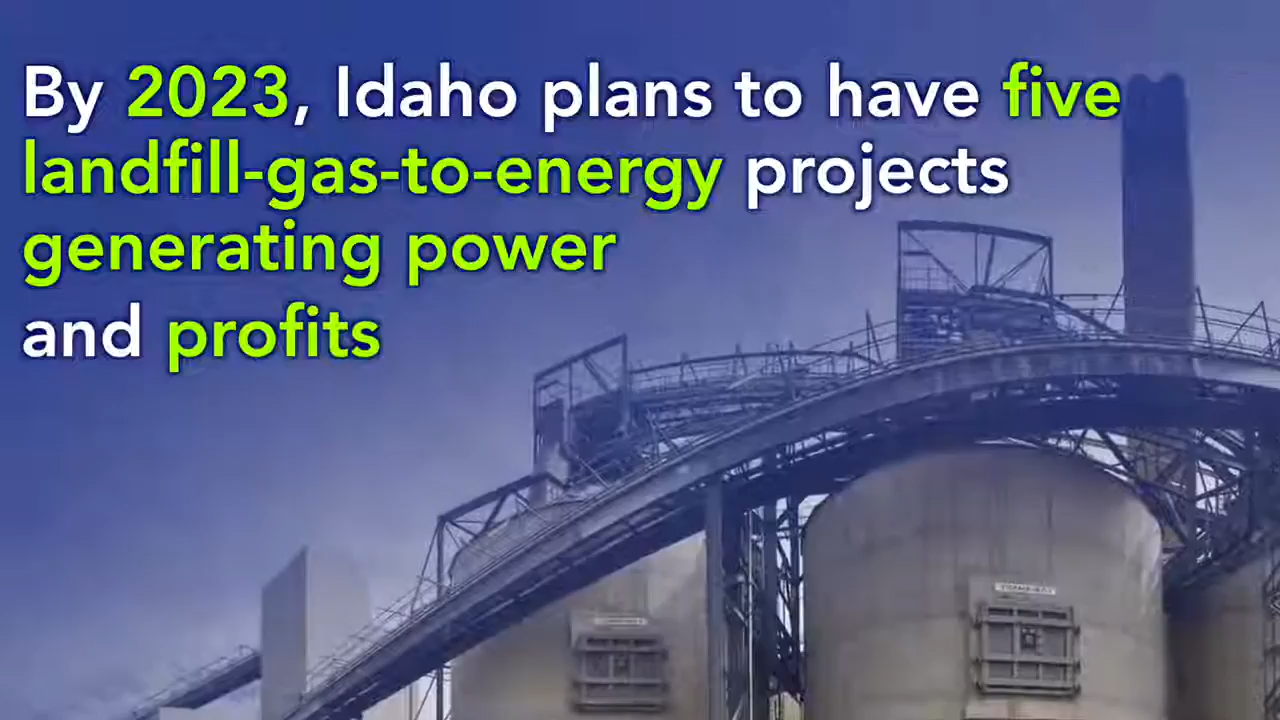 By 2023, Idaho plans to have five
landfill-gas-to-energy projects
generating power
and profits